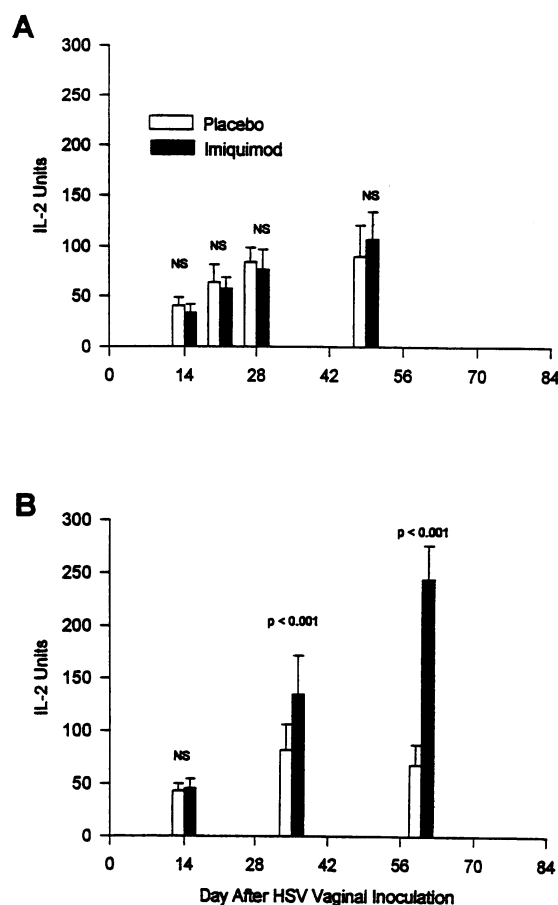 A
300
250
200
150
100
50
0
IL-2 Units
Placebo
Imiquimod
NS
NS
NS
NS
0 14 28 42 56 70 84
B
300
250
200
150
100
50
0
IL-2 Units
NS
p < 0.001
p < 0.001
0 14 28 42 56 70 84
Day After HSV Vaginal Inoculation